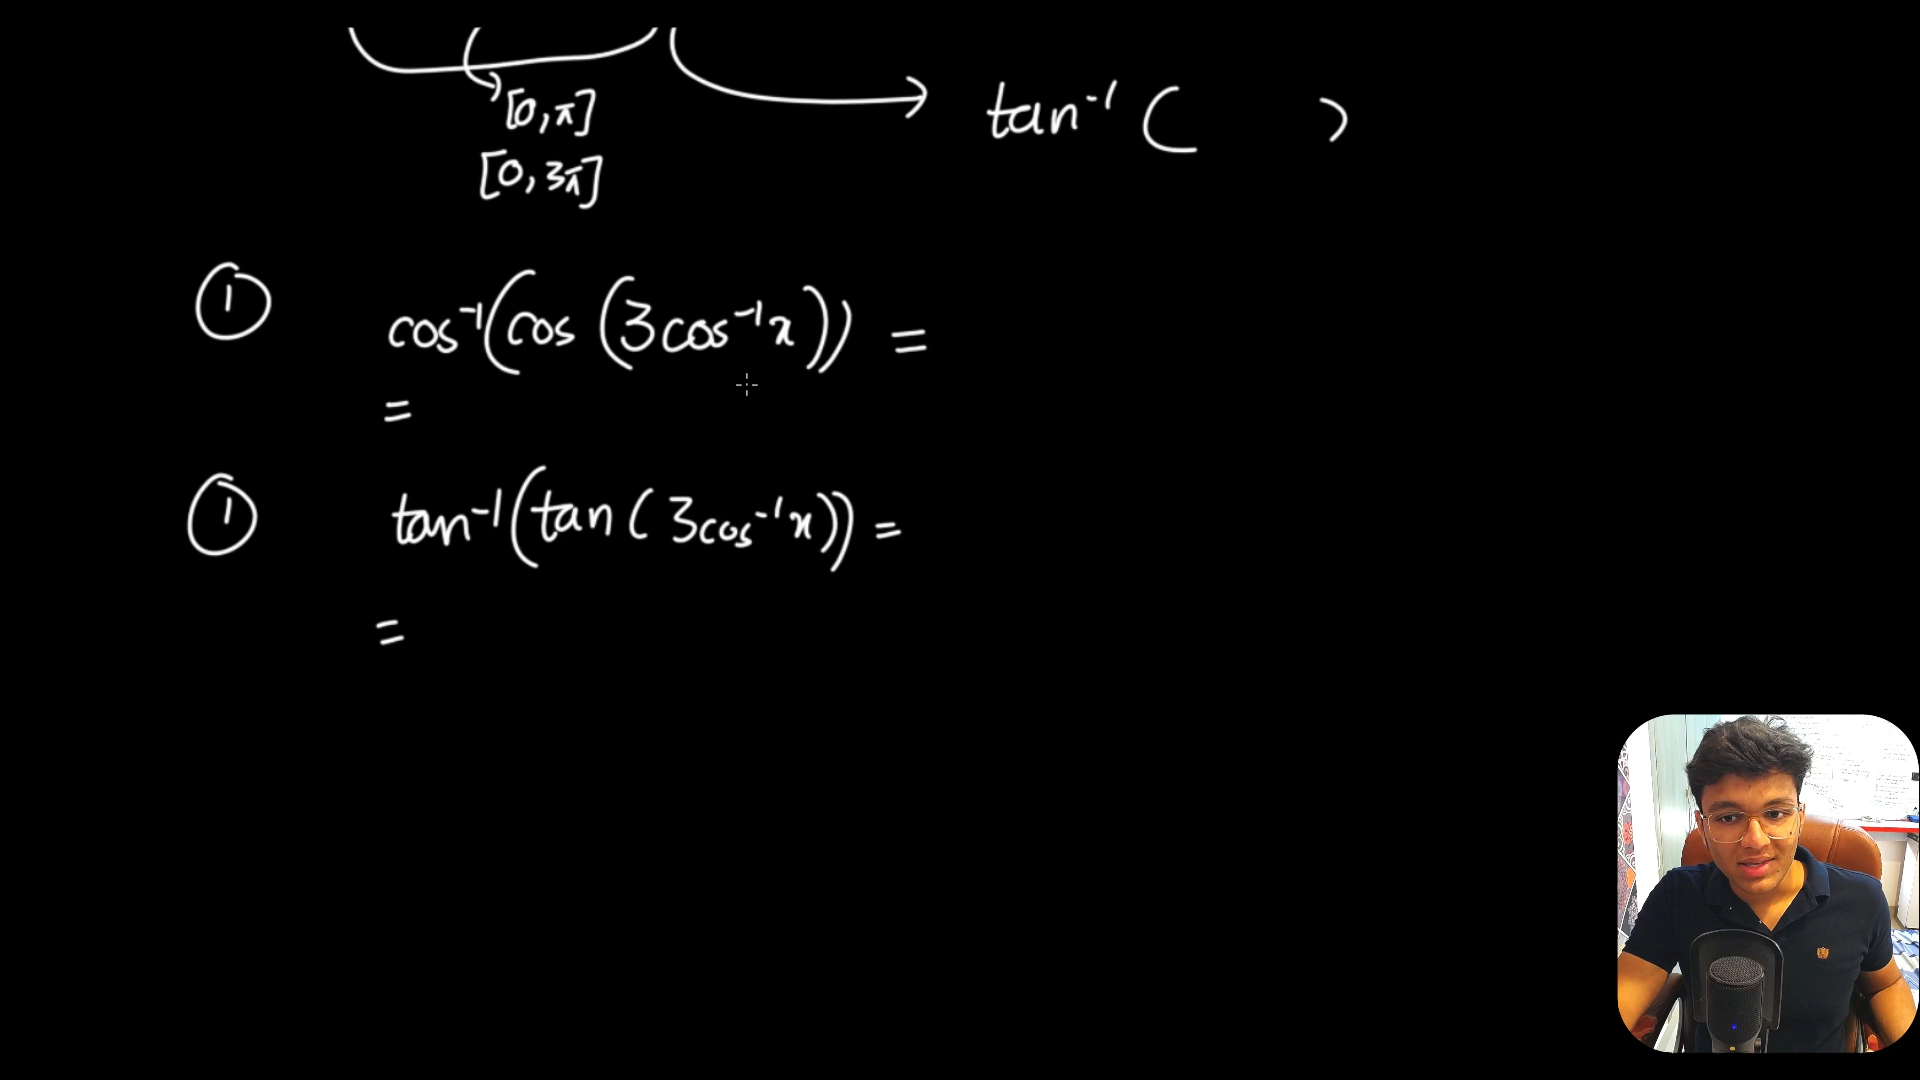 [0, π]
tan⁻¹ (      )
[0, 3π]
① cos⁻¹(cos (3cos⁻¹x)) =
=
① tan⁻¹(tan (3cos⁻¹x)) =
=